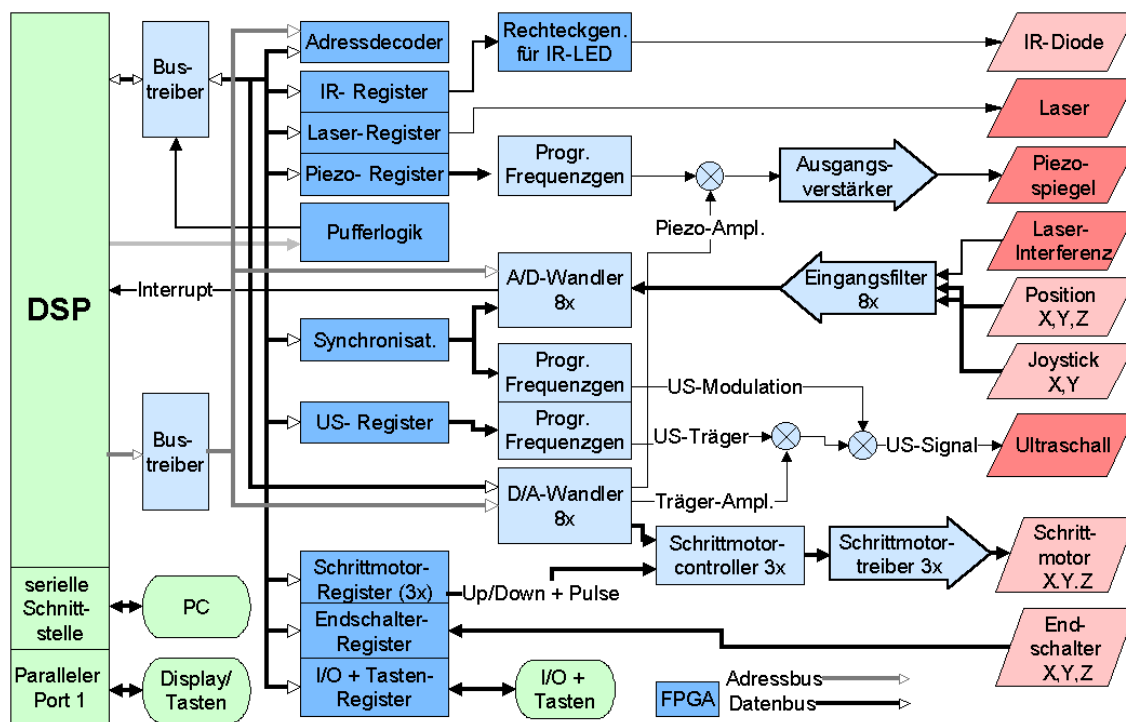 DSP
serielle
Schnitt-
stelle
Paralleler
Port 1
Bus-
treiber
Bus-
treiber
PC
Display/
Tasten
Adressdecoder
IR- Register
Laser-Register
Piezo- Register
Pufferlogik
Interrupt
Synchronisat.
US- Register
Schrittmotor-
Register (3x)
Endschalter-
Register
I/O + Tasten-
Register
Rechteckgen.
für IR-LED
Progr.
Frequenzgen
A/D-Wandler
8x
Progr.
Frequenzgen
Progr.
Frequenzgen
D/A-Wandler
8x
Up/Down + Pulse
I/O +
Tasten
Piezo-Ampl.
US-Modulation
US-Träger
Träger-Ampl.
US-Signal
Ausgangs-
verstärker
Eingangsfilter
8x
Schrittmotor-
controller 3x
Schrittmotor-
treiber 3x
IR-Diode
Laser
Piezo-
spiegel
Laser-
Interferenz
Position
X,Y,Z
Joystick
X,Y
Ultraschall
Schritt-
motor
X.Y.Z
End-
schalter
X,Y,Z
FPGA
Adressbus
Datenbus